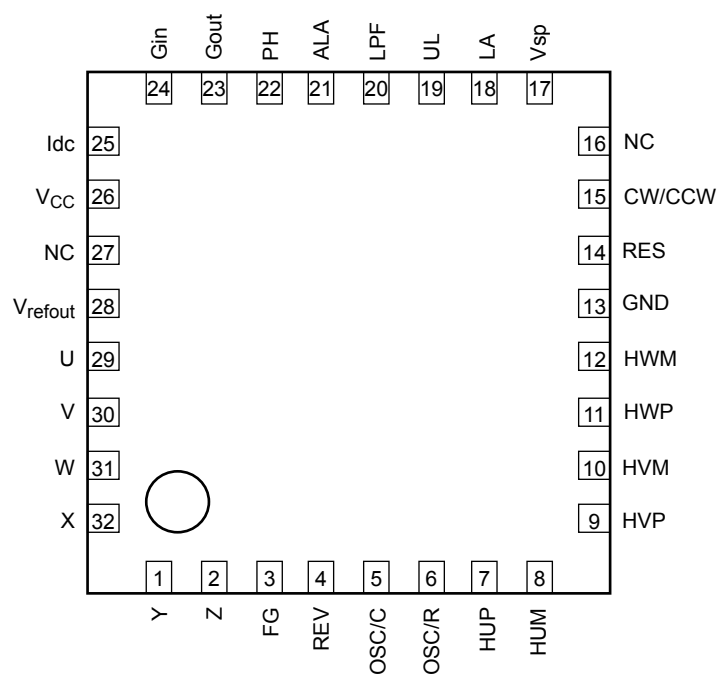 Gin
Gout
PH
ALA
LPF
UL
LA
Vsp
24
23
22
21
20
19
18
17
Idc 25
16 NC
VCC 26
15 CW/CCW
NC 27
14 RES
Vrefout 28
13 GND
U 29
12 HWM
V 30
11 HWP
W 31
10 HVM
X 32
9 HVP
1
2
3
4
5
6
7
8
Y
Z
FG
REV
OSC/C
OSC/R
HUP
HUM